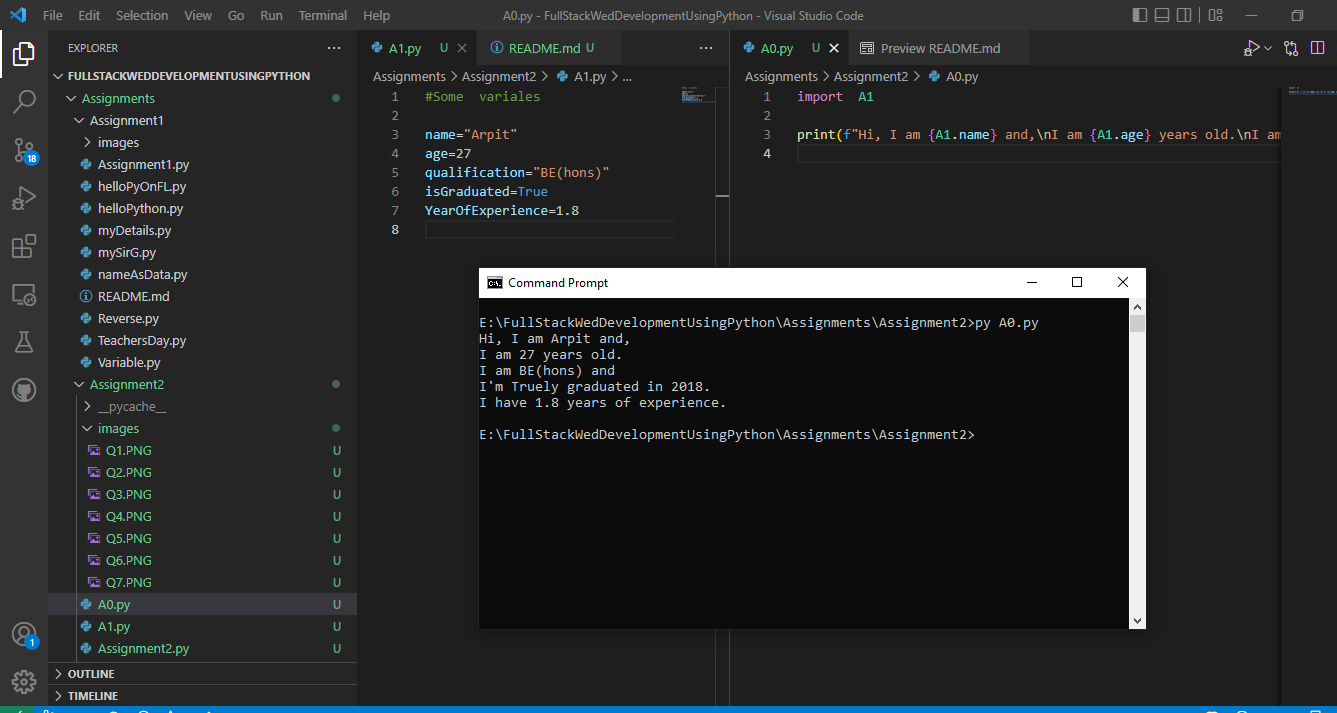 File Edit Selection View Go Run Terminal Help A0.py - FullStackWedDevelopmentUsingPython - Visual Studio Code
EXPLORER
FULLSTACKWEDDEVELOPMENTUSINGPYTHON
Assignments
Assignment1
images
Assignment1.py
helloPyOnFL.py
helloPython.py
myDetails.py
mySirG.py
nameAsData.py
README.md
Reverse.py
TeachersDay.py
Variable.py
Assignment2
__pycache__
images
Q1.PNG U
Q2.PNG U
Q3.PNG U
Q4.PNG U
Q5.PNG U
Q6.PNG U
Q7.PNG U
A0.py U
A1.py U
Assignment2.py U
OUTLINE
TIMELINE
18
1
A1.py U README.md U
Assignments > Assignment2 > A1.py > ...
1 #Some variales
2
3 name="Arpit"
4 age=27
5 qualification="BE(hons)"
6 isGraduated=True
7 YearOfExperience=1.8
8
A0.py U Preview README.md
Assignments > Assignment2 > A0.py
1 import A1
2
3 print(f"Hi, I am {A1.name} and,\nI am {A1.age} years old.\nI am
4
Command Prompt
E:\FullStackWedDevelopmentUsingPython\Assignments\Assignment2>py A0.py
Hi, I am Arpit and,
I am 27 years old.
I am BE(hons) and
I'm Truely graduated in 2018.
I have 1.8 years of experience.
E:\FullStackWedDevelopmentUsingPython\Assignments\Assignment2>